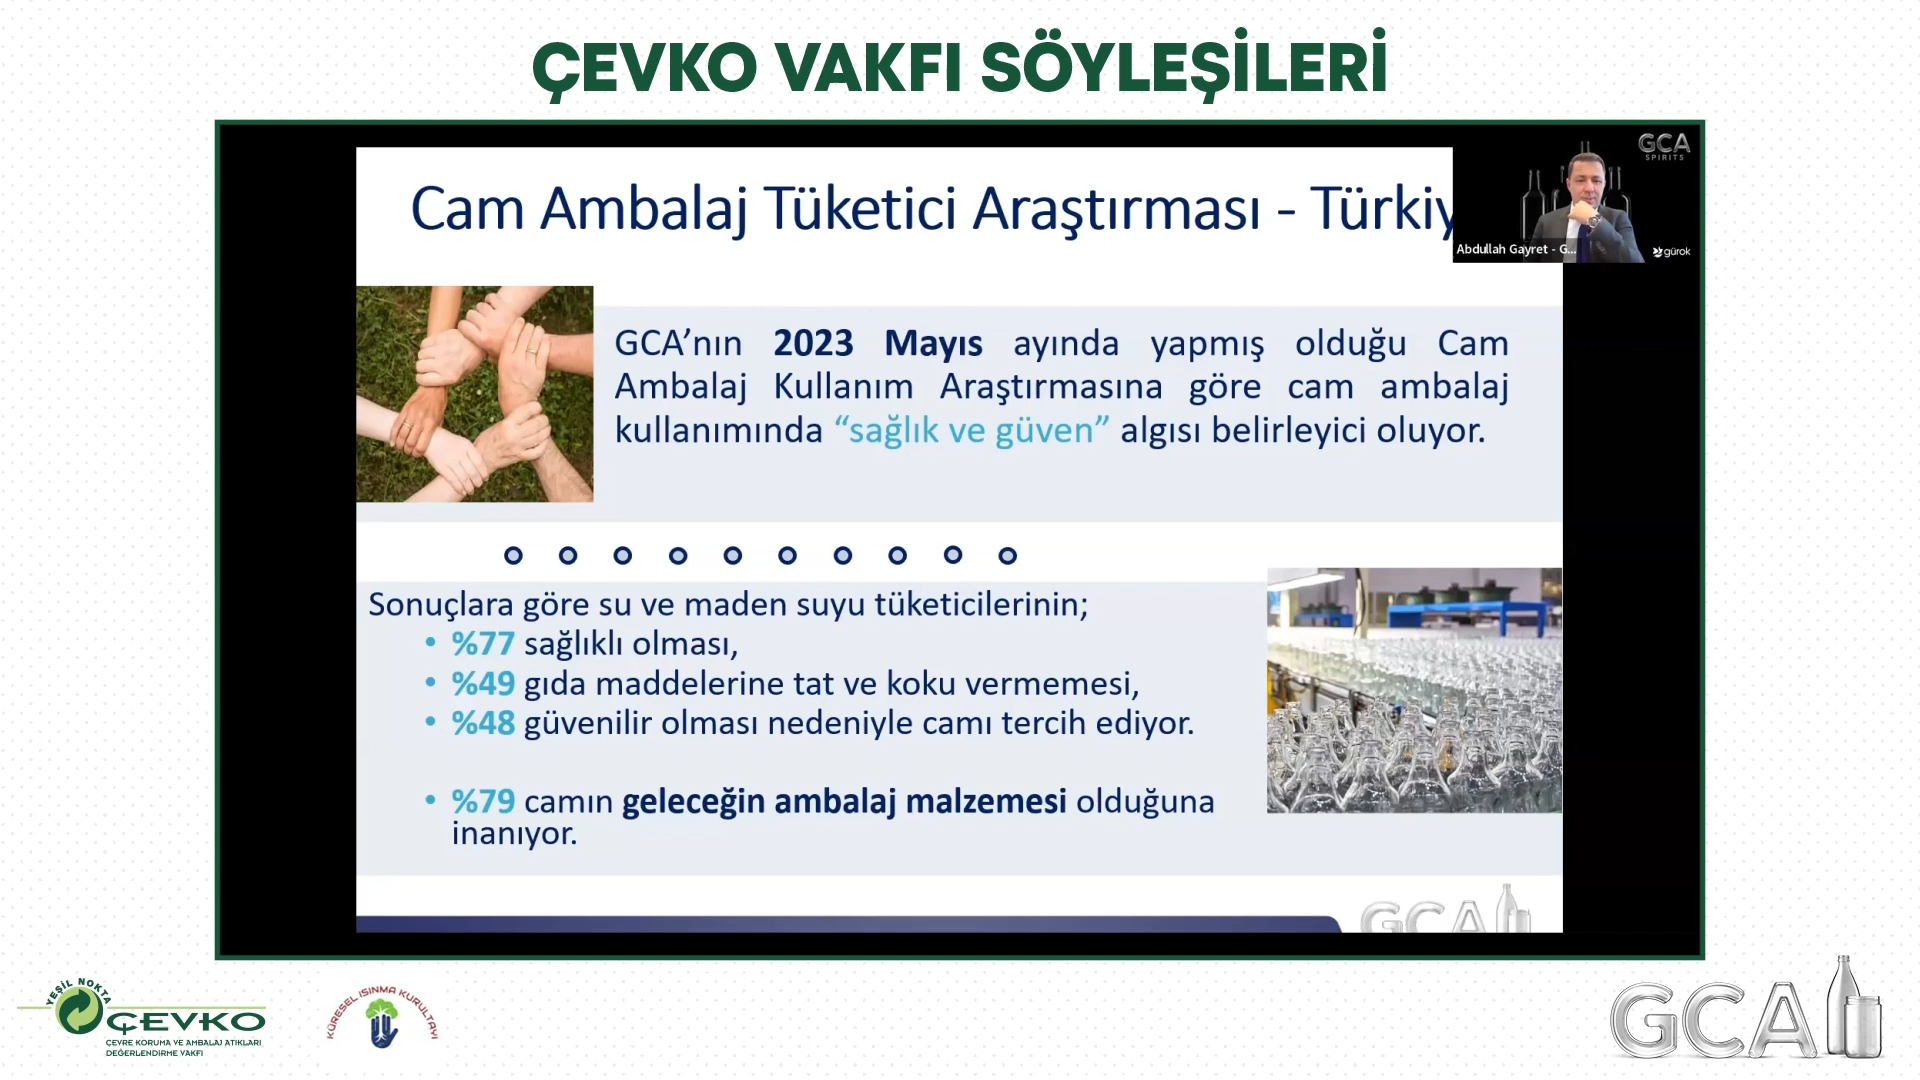 ÇEVKO VAKFI SÖYLEŞİLERİ
Cam Ambalaj Tüketici Araştırması - Türkiy
GCA
SPIRITS
Abdullah Gayret - G...
gürok
GCA'nın 2023 Mayıs ayında yapmış olduğu Cam
Ambalaj Kullanım Araştırmasına göre cam ambalaj
kullanımında “sağlık ve güven” algısı belirleyici oluyor.
Sonuçlara göre su ve maden suyu tüketicilerinin;
• %77 sağlıklı olması,
• %49 gıda maddelerine tat ve koku vermemesi,
• %48 güvenilir olması nedeniyle camı tercih ediyor.
• %79 camın geleceğin ambalaj malzemesi olduğuna
inanıyor.
GCA
YEŞİL NOKTA
ÇEVKO
ÇEVRE KORUMA VE AMBALAJ ATIKLARI
DEĞERLENDİRME VAKFI
KÜRESEL ISINMA KURULTAYI
GCA